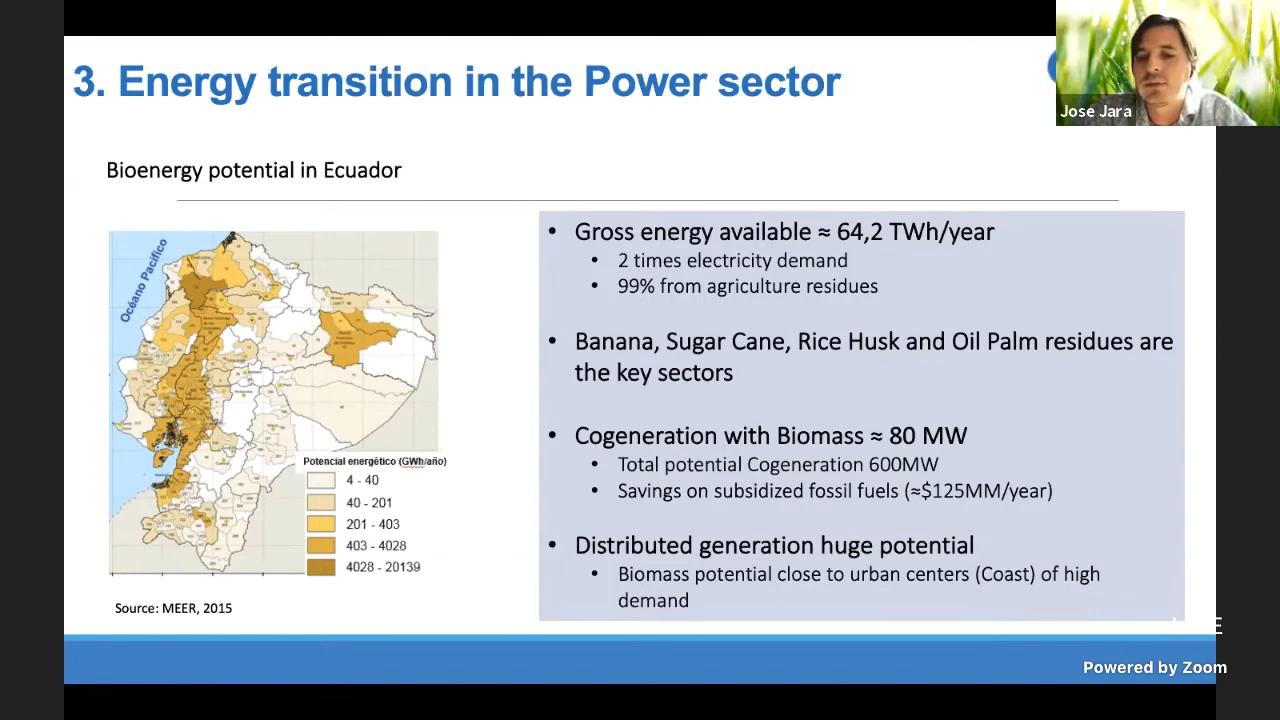 3. Energy transition in the Power sector
Jose Jara
Bioenergy potential in Ecuador
Océano Pacífico
Potencial energético (GWh/año)
4 - 40
40 - 201
201 - 403
403 - 4028
4028 - 20139
Source: MEER, 2015
• Gross energy available ≈ 64,2 TWh/year
• 2 times electricity demand
• 99% from agriculture residues
• Banana, Sugar Cane, Rice Husk and Oil Palm residues are
the key sectors
• Cogeneration with Biomass ≈ 80 MW
• Total potential Cogeneration 600MW
• Savings on subsidized fossil fuels (≈$125MM/year)
• Distributed generation huge potential
• Biomass potential close to urban centers (Coast) of high
demand
Powered by Zoom